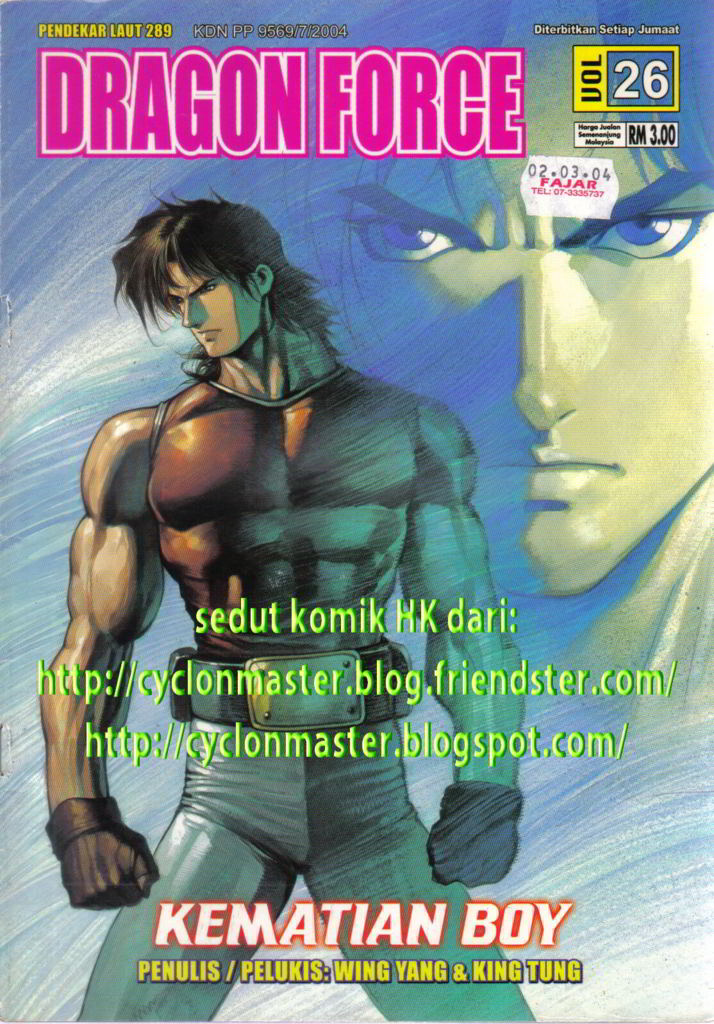 PENDEKAR LAUT 289 KDN PP 9569/7/2004
Diterbitkan Setiap Jumaat
DRAGON FORCE
VOL 26
Harga Jualan
Semenanjung
Malaysia
RM 3.00
02.03.04
FAJAR
TEL: 07-3335737
sedut komik HK dari:
http://cyclonmaster.blog.friendster.com/
http://cyclonmaster.blogspot.com/
KEMATIAN BOY
PENULIS / PELUKIS: WING YANG & KING TUNG